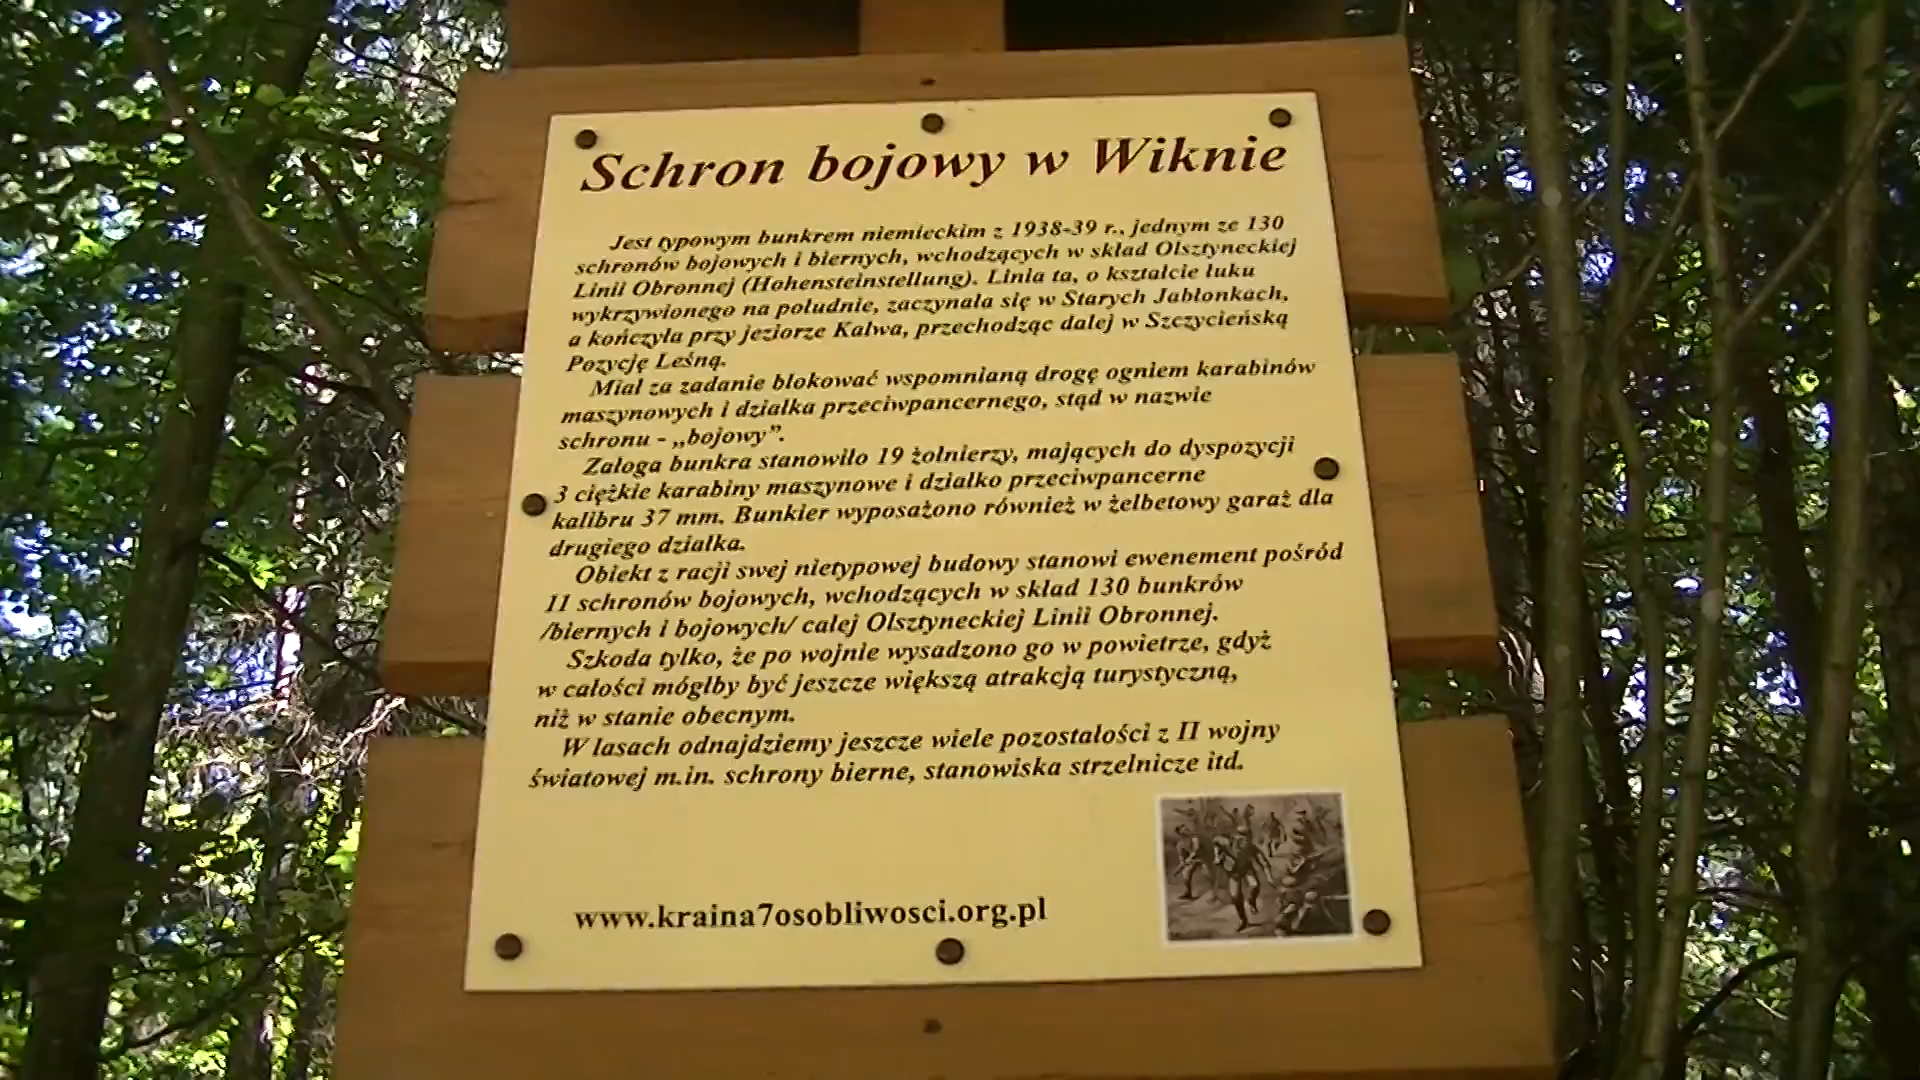 Schron bojowy w Wiknie
Jest typowym bunkrem niemieckim z 1938-39 r., jednym ze 130
schronów bojowych i biernych, wchodzących w skład Olsztyneckiej
Linii Obronnej (Hohensteinstellung). Linia ta, o kształcie łuku
wykrzywionego na południe, zaczynała się w Starych Jabłonkach,
a kończyła przy jeziorze Kalwa, przechodząc dalej w Szczycieńską
Pozycję Leśną.
Miał za zadanie blokować wspomnianą drogę ogniem karabinów
maszynowych i działka przeciwpancernego, stąd w nazwie
schronu - „bojowy”.
Załoga bunkra stanowiło 19 żołnierzy, mających do dyspozycji
3 ciężkie karabiny maszynowe i działko przeciwpancerne
kalibru 37 mm. Bunkier wyposażono również w żelbetowy garaż dla
drugiego działka.
Obiekt z racji swej nietypowej budowy stanowi ewenement pośród
11 schronów bojowych, wchodzących w skład 130 bunkrów
/biernych i bojowych/ całej Olsztyneckiej Linii Obronnej.
Szkoda tylko, że po wojnie wysadzono go w powietrze, gdyż
w całości mógłby być jeszcze większą atrakcją turystyczną,
niż w stanie obecnym.
W lasach odnajdziemy jeszcze wiele pozostałości z II wojny
światowej m.in. schrony bierne, stanowiska strzelnicze itd.
www.kraina7osobliwosci.org.pl